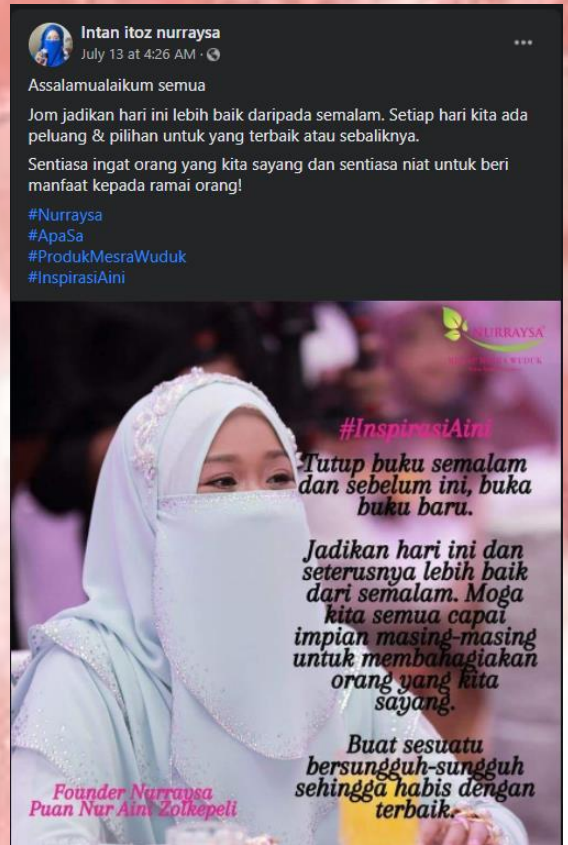 Intan itoz nurraysa
July 13 at 4:26 AM ·
Assalamualaikum semua
Jom jadikan hari ini lebih baik daripada semalam. Setiap hari kita ada
peluang & pilihan untuk yang terbaik atau sebaliknya.
Sentiasa ingat orang yang kita sayang dan sentiasa niat untuk beri
manfaat kepada ramai orang!
#Nurraysa
#ApaSa
#ProdukMesraWuduk
#InspirasiAini
NURRAYSA
#InspirasiAini
Tutup buku semalam
dan sebelum ini, buka
buku baru.
Jadikan hari ini dan
seterusnya lebih baik
dari semalam. Moga
kita semua capai
impian masing-masing
untuk membahagiakan
orang yang kita
sayang.
Buat sesuatu
bersungguh-sungguh
sehingga habis dengan
terbaik.
Founder Nurraysa
Puan Nur Aini Zolkepeli